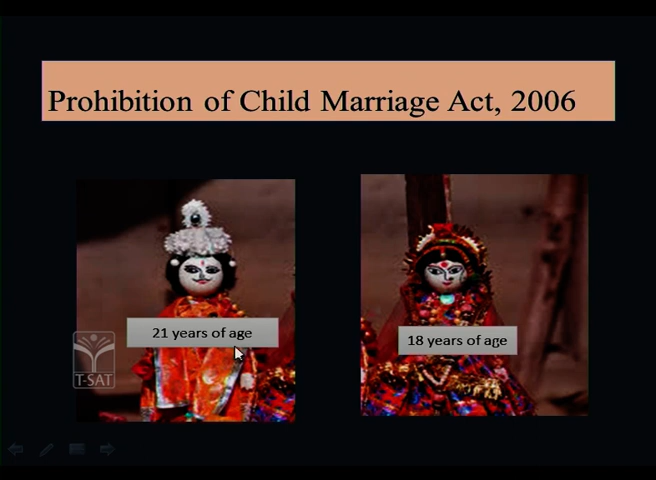 Prohibition of Child Marriage Act, 2006
21 years of age
18 years of age
T-SAT